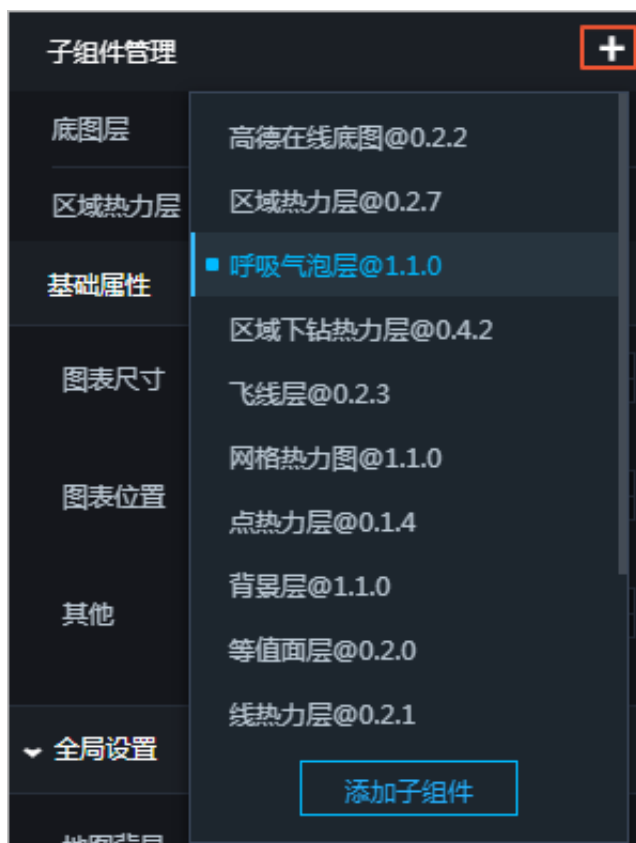 子组件管理
+
底图层
区域热力层
基础属性
图表尺寸
图表位置
其他
全局设置
高德在线底图@0.2.2
区域热力层@0.2.7
呼吸气泡层@1.1.0
区域下钻热力层@0.4.2
飞线层@0.2.3
网格热力图@1.1.0
点热力层@0.1.4
背景层@1.1.0
等值面层@0.2.0
线热力层@0.2.1
添加子组件